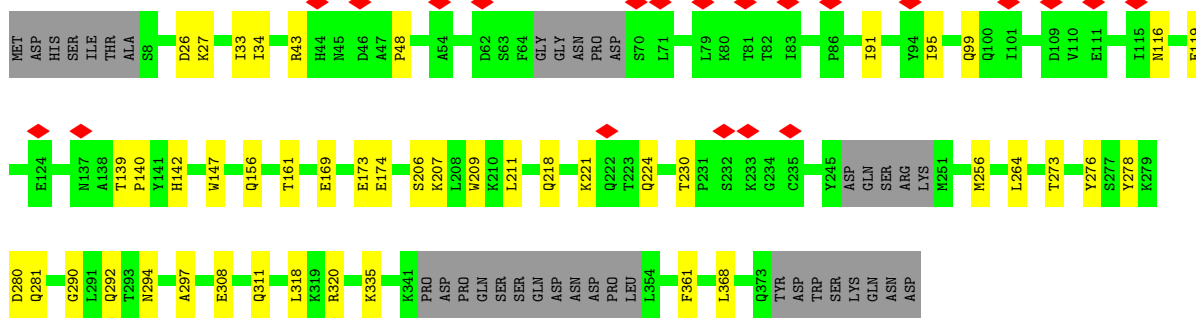 MET ASP HIS SER ILE THR ALA S8 D26 K27 I33 I34 R43 H44 N45 D46 A47 P48 A54 D62 S63 F64 GLY GLY ASN PRO ASP S70 L71 L79 K80 T81 T82 I83 P86 I91 Y94 I95 Q99 Q100 I101 D109 V110 E111 I115 N116
E124 N137 A138 T139 P140 Y141 H142 W147 Q156 T161 E169 E173 E174 S206 K207 L208 W209 K210 L211 Q218 K221 Q222 T223 Q224 T230 P231 S232 K233 G234 C235 Y245 ASP GLN SER ARG LYS M251 M256 L264 T273 Y276 S277 Y278 K279
D280 Q281 G290 L291 Q292 T293 N294 A297 E308 Q311 L318 K319 R320 K335 K341 PRO ASP PRO GLN SER SER GLN ASP ASN ASP PRO LEU L354 F361 L368 Q373 TYR ASP TRP SER LYS GLN ASN ASP